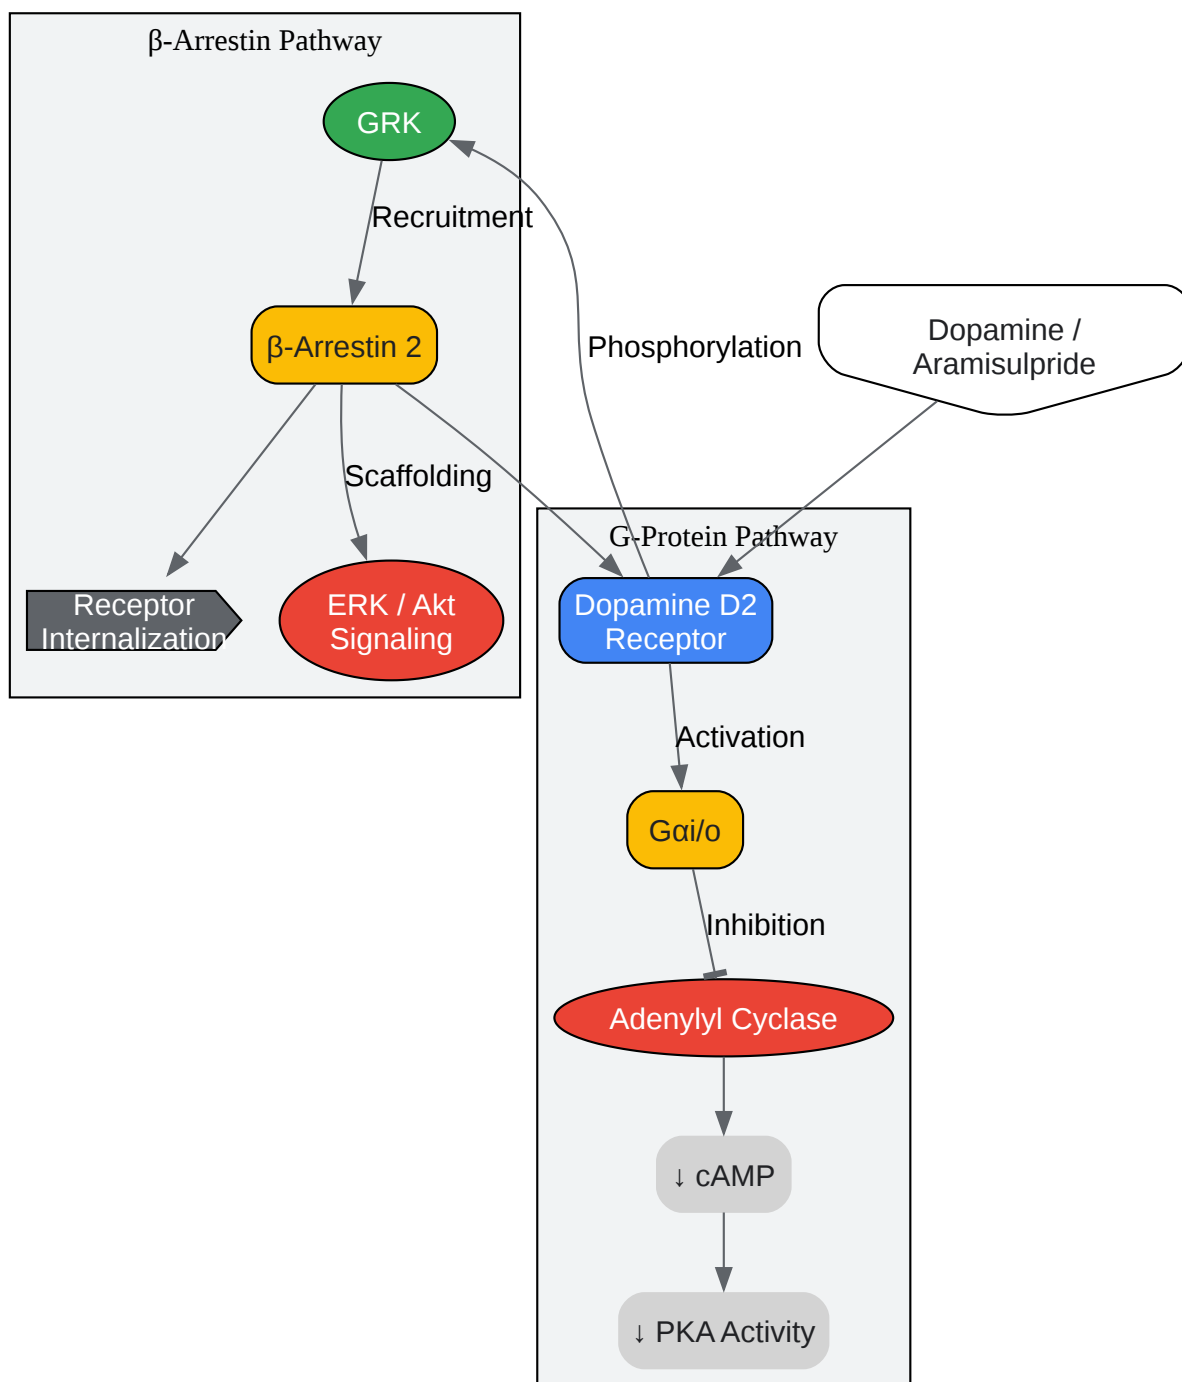 β-Arrestin Pathway
GRK
Recruitment
β-Arrestin 2
Phosphorylation
Dopamine /
Aramisulpride
Scaffolding
G-Protein Pathway
Receptor
Internalization
ERK / Akt
Signaling
Dopamine D2
Receptor
Activation
Gαi/o
Inhibition
Adenylyl Cyclase
↓ cAMP
↓ PKA Activity